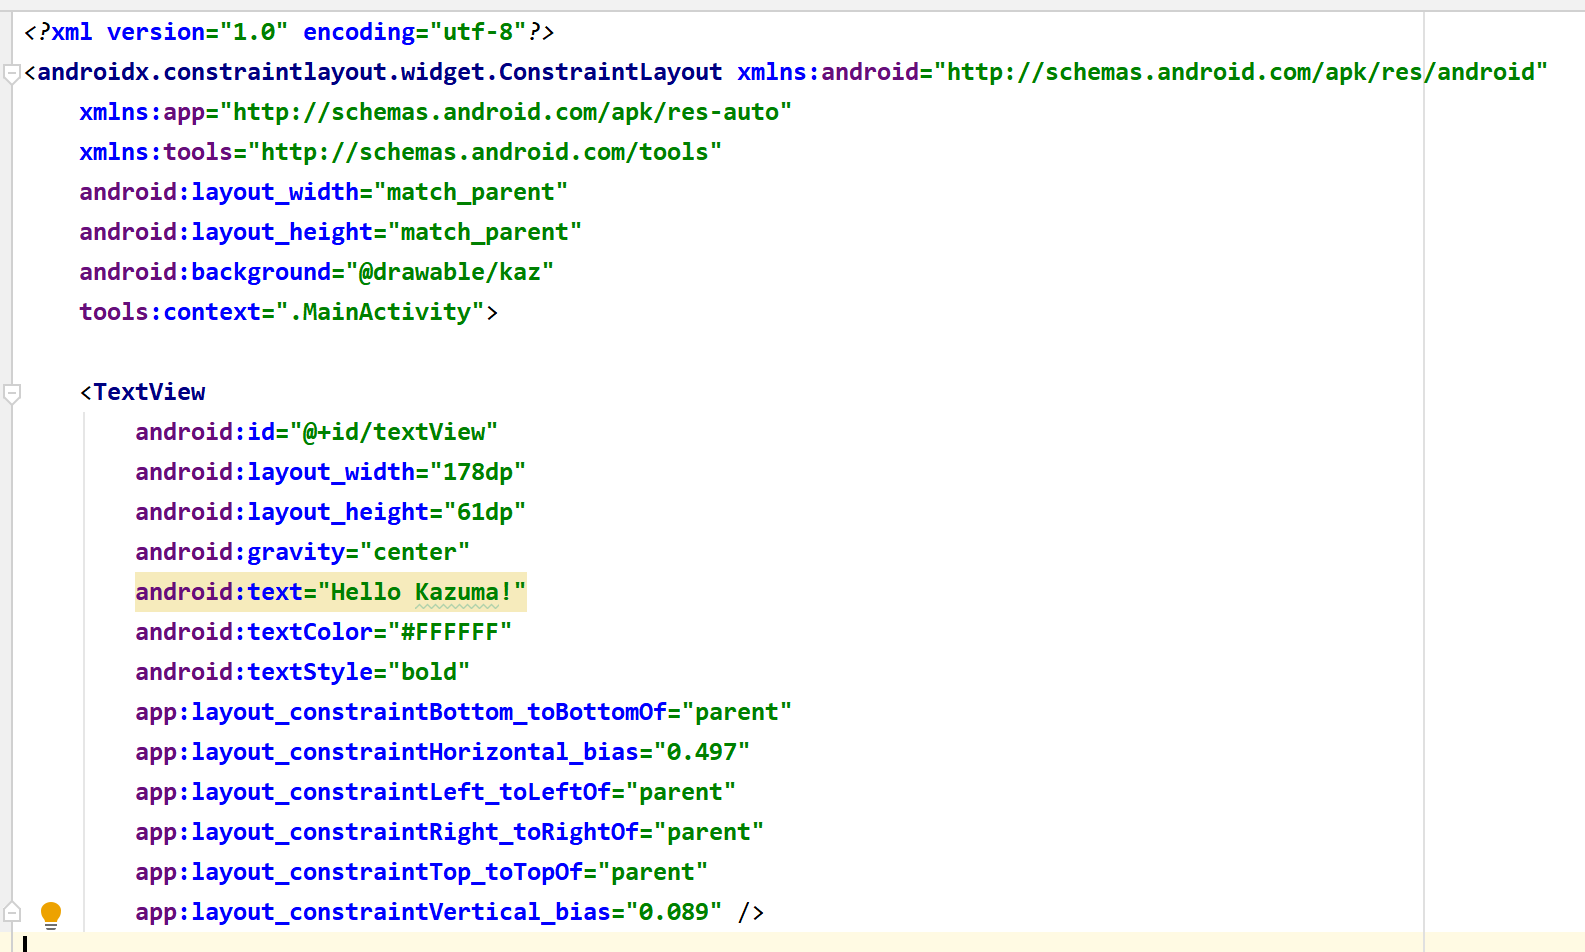 <?xml version="1.0" encoding="utf-8"?>
<androidx.constraintlayout.widget.ConstraintLayout xmlns:android="http://schemas.android.com/apk/res/android"
    xmlns:app="http://schemas.android.com/apk/res-auto"
    xmlns:tools="http://schemas.android.com/tools"
    android:layout_width="match_parent"
    android:layout_height="match_parent"
    android:background="@drawable/kaz"
    tools:context=".MainActivity">

    <TextView
        android:id="@+id/textView"
        android:layout_width="178dp"
        android:layout_height="61dp"
        android:gravity="center"
        android:text="Hello Kazuma!"
        android:textColor="#FFFFFF"
        android:textStyle="bold"
        app:layout_constraintBottom_toBottomOf="parent"
        app:layout_constraintHorizontal_bias="0.497"
        app:layout_constraintLeft_toLeftOf="parent"
        app:layout_constraintRight_toRightOf="parent"
        app:layout_constraintTop_toTopOf="parent"
        app:layout_constraintVertical_bias="0.089" />